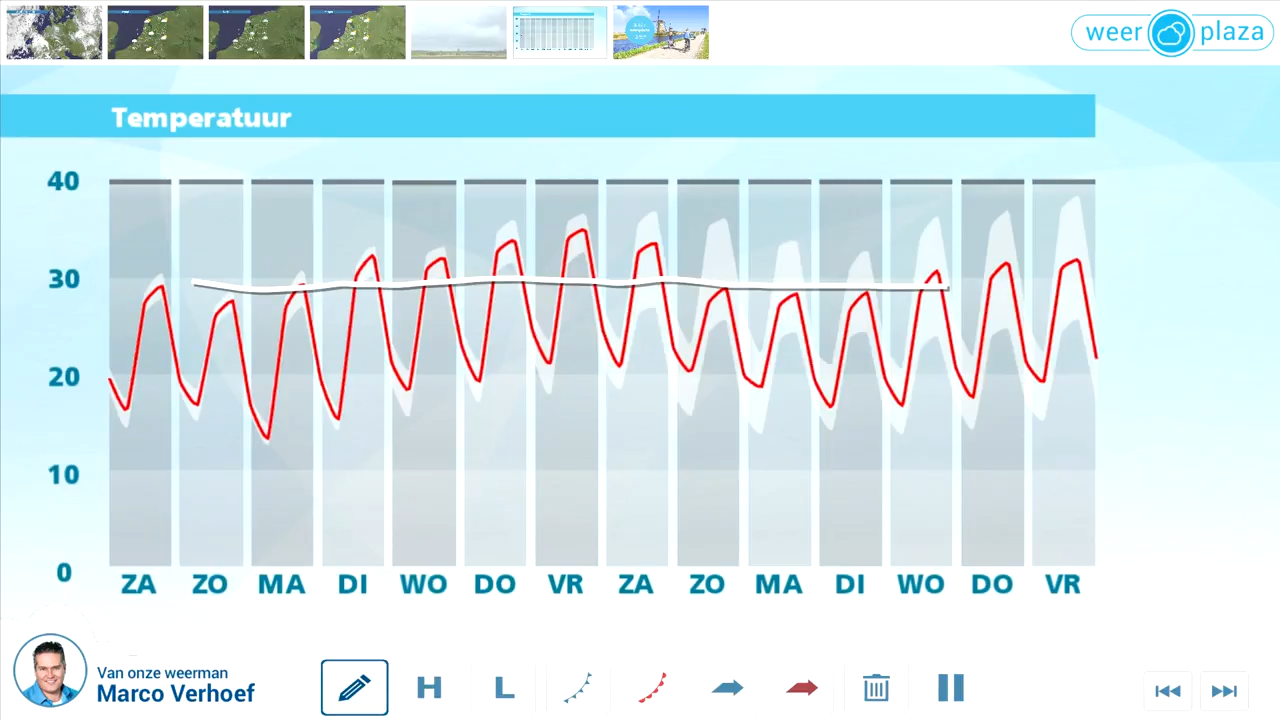 weer plaza
Temperatuur
40
30
20
10
0
ZA ZO MA DI WO DO VR ZA ZO MA DI WO DO VR
Van onze weerman
Marco Verhoef
H L